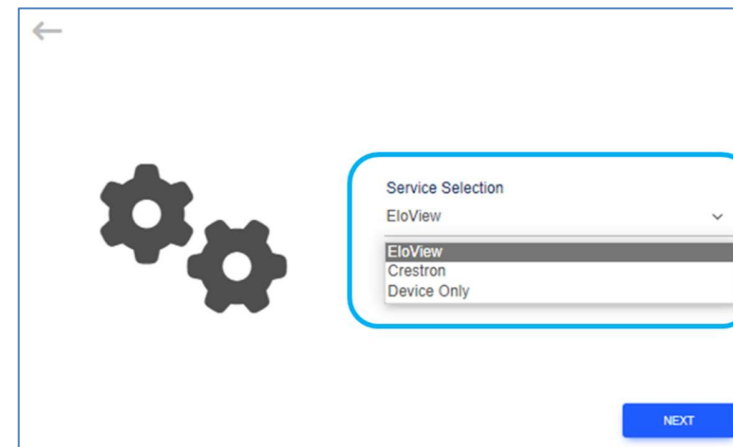 Service Selection
EloView
EloView
Crestron
Device Only
NEXT